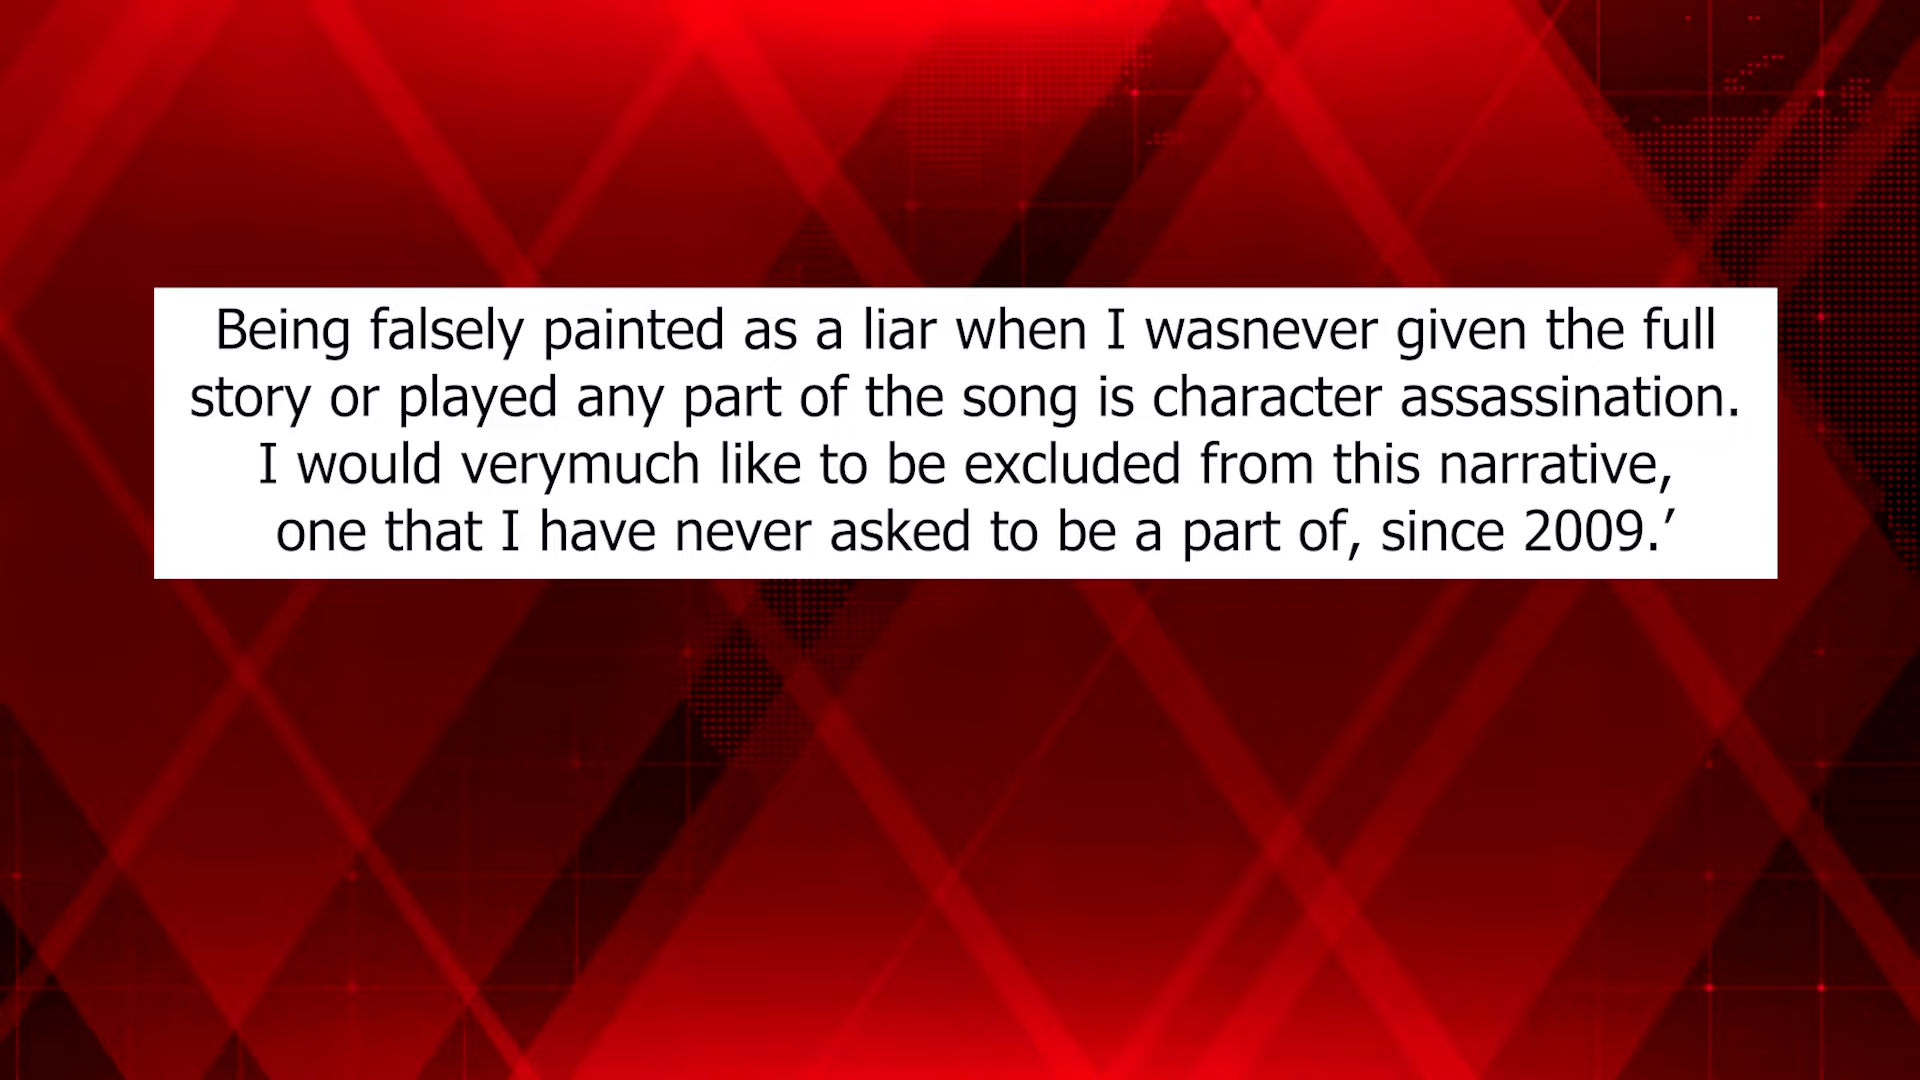 Being falsely painted as a liar when I wasnever given the full
story or played any part of the song is character assassination.
I would verymuch like to be excluded from this narrative,
one that I have never asked to be a part of, since 2009.’